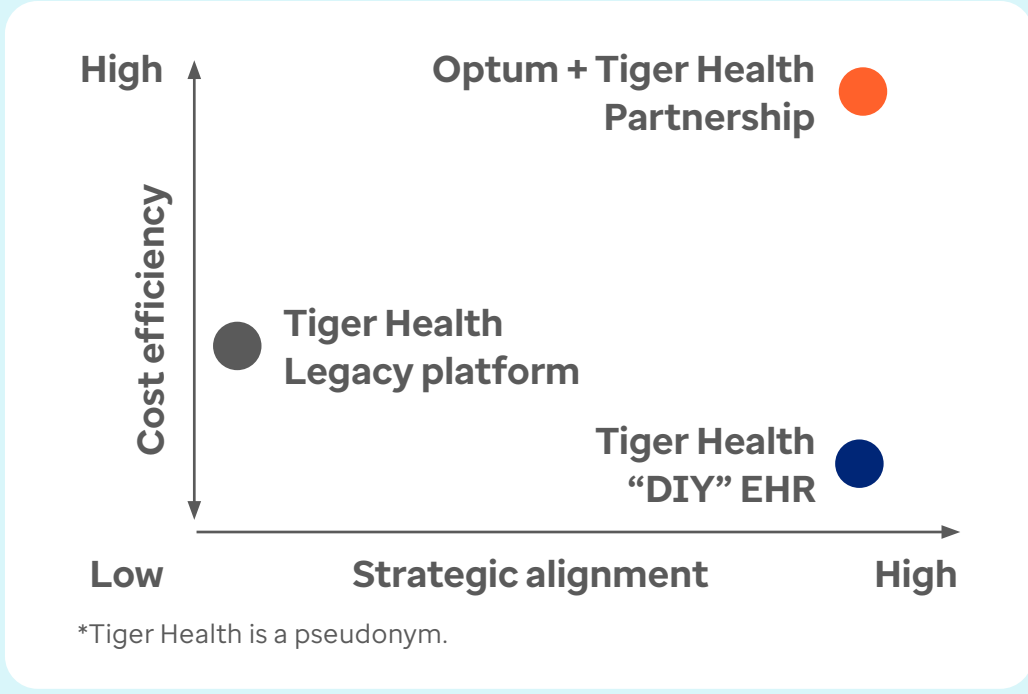 High
Optum + Tiger Health
Partnership
Cost efficiency
Tiger Health
Legacy platform
Tiger Health
“DIY” EHR
Low
Strategic alignment
High
*Tiger Health is a pseudonym.